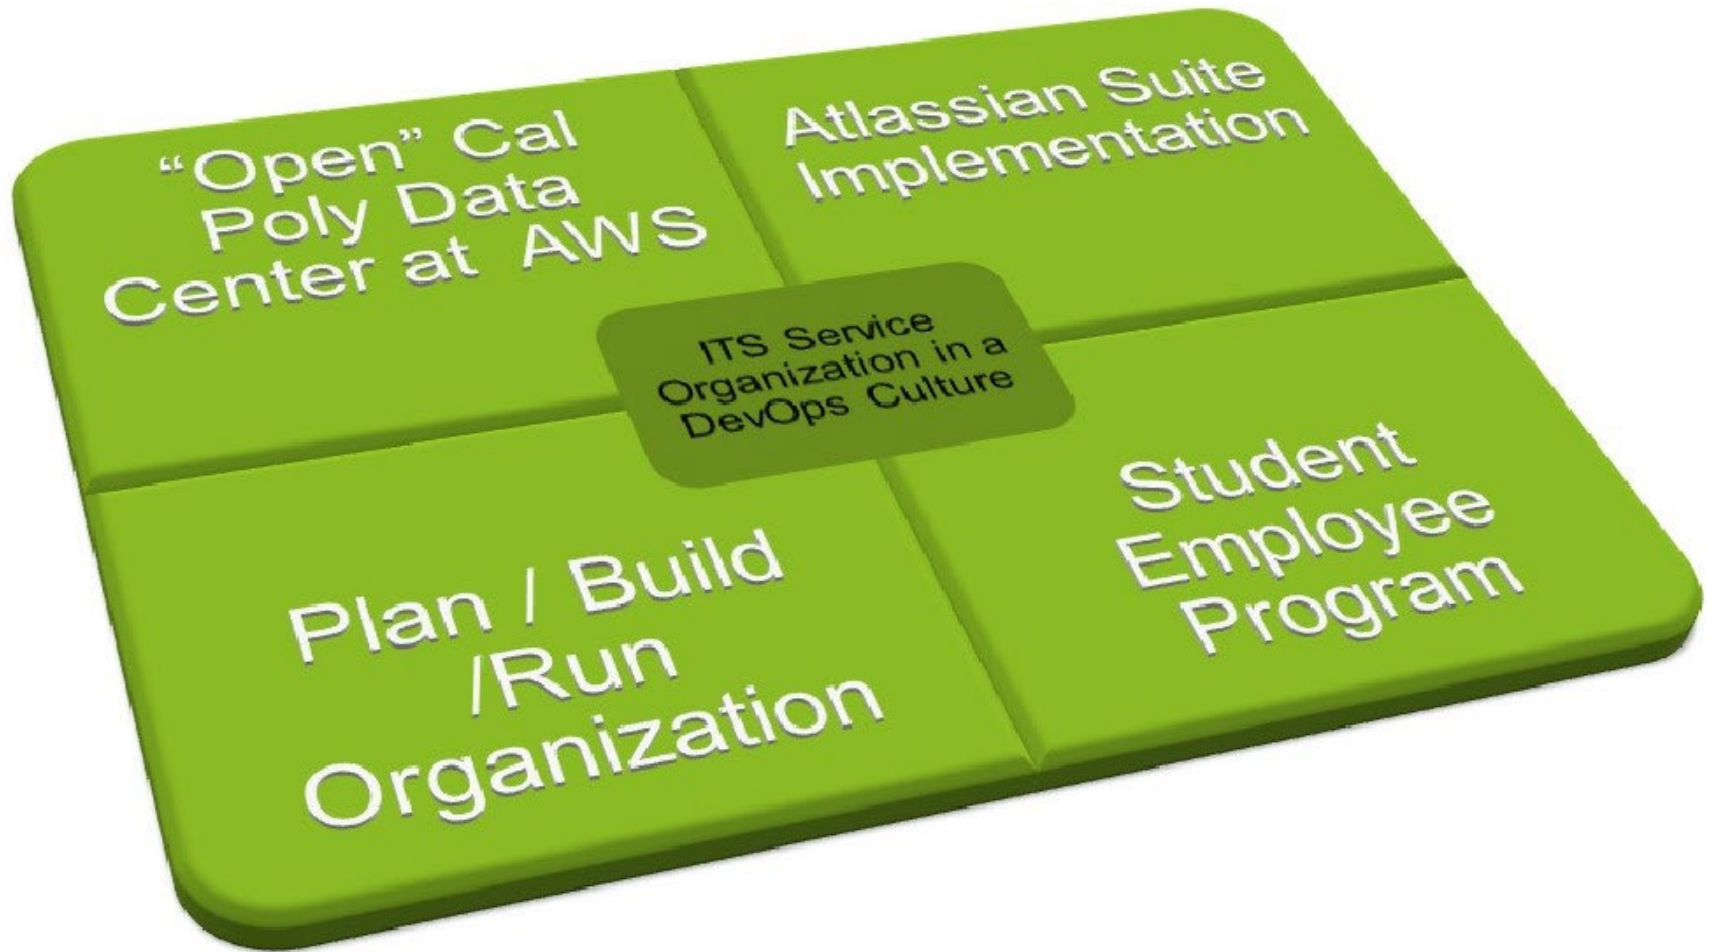 “Open” Cal
Poly Data
Center at AWS
Atlassian Suite
Implementation
ITS Service
Organization in a
DevOps Culture
Plan / Build
/Run
Organization
Student
Employee
Program